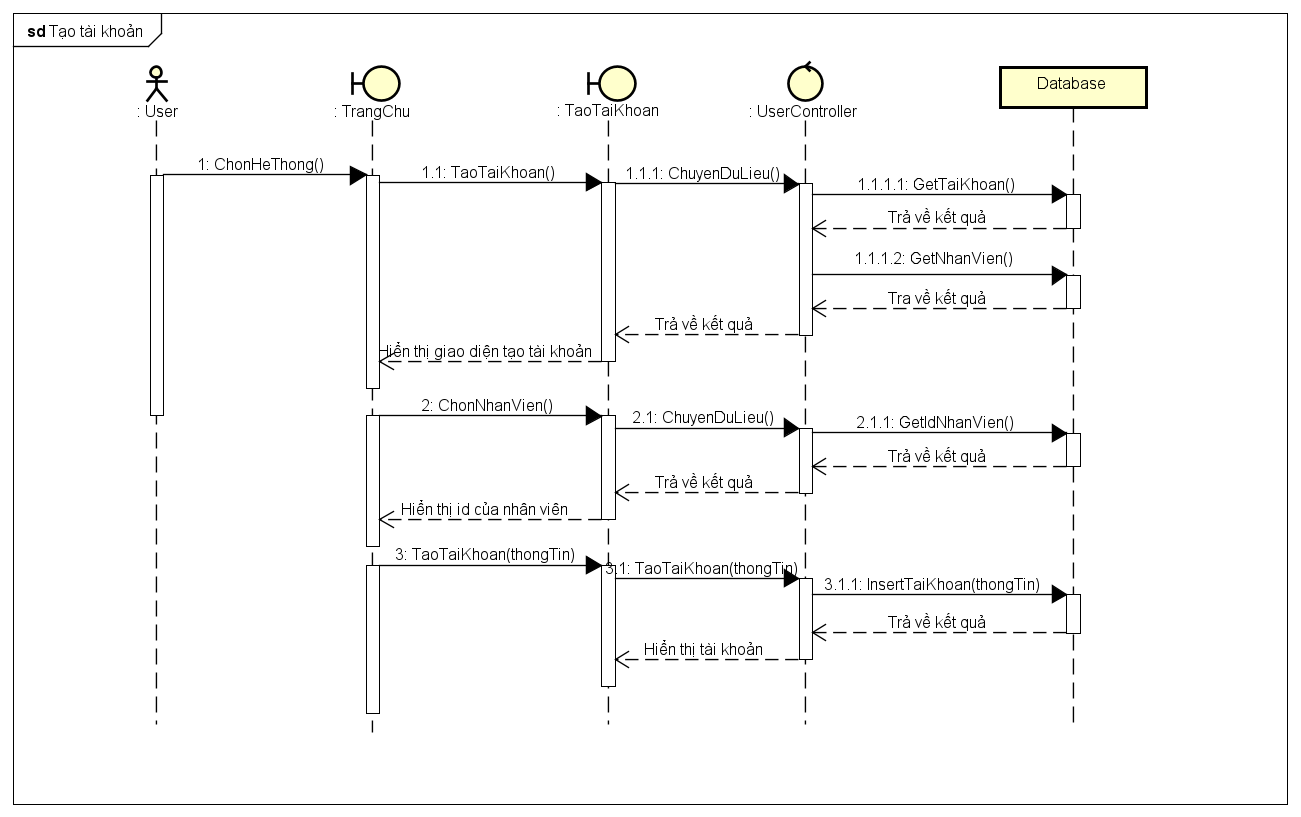 sd Tạo tài khoản
: User
: TrangChu
: TaoTaiKhoan
: UserController
Database
1: ChonHeThong()
1.1: TaoTaiKhoan()
1.1.1: ChuyenDuLieu()
1.1.1.1: GetTaiKhoan()
Trả về kết quả
1.1.1.2: GetNhanVien()
Tra về kết quả
Trả về kết quả
Hiển thị giao diện tạo tài khoản
2: ChonNhanVien()
2.1: ChuyenDuLieu()
2.1.1: GetIdNhanVien()
Trả về kết quả
Trả về kết quả
Hiển thị id của nhân viên
3: TaoTaiKhoan(thongTin)
3.1: TaoTaiKhoan(thongTin)
3.1.1: InsertTaiKhoan(thongTin)
Trả về kết quả
Hiển thị tài khoản